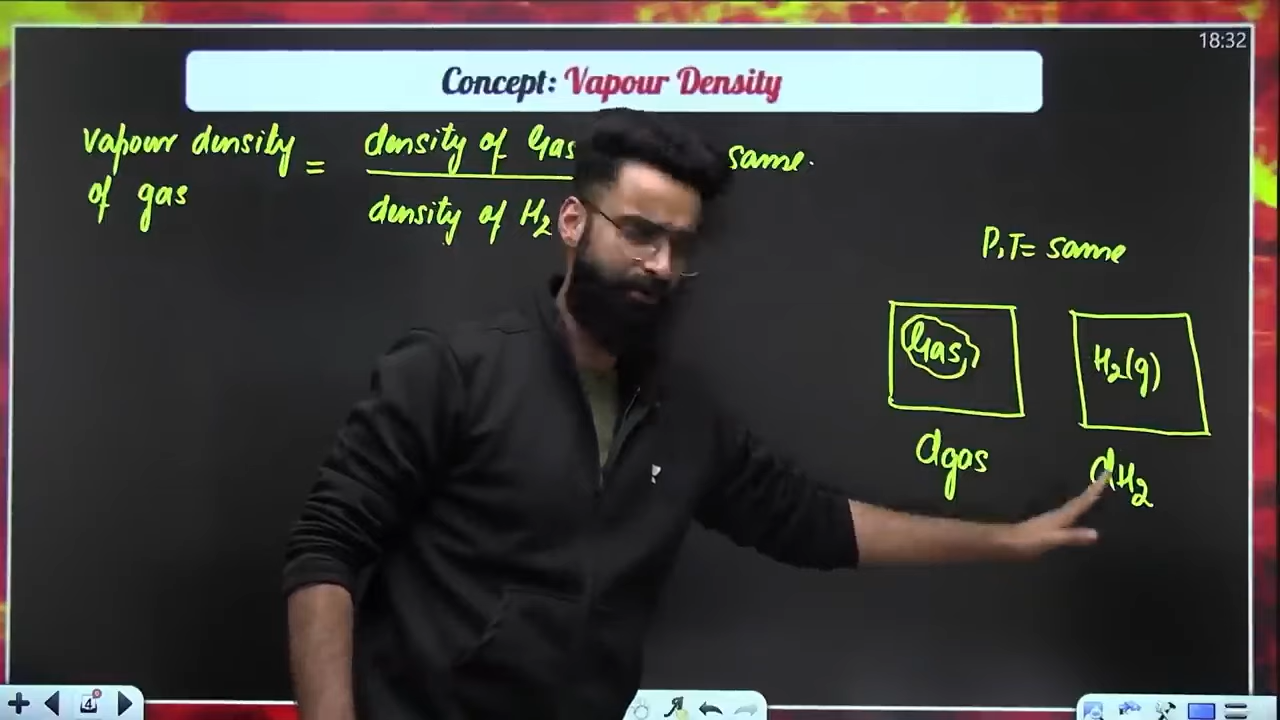 18:32
Concept: Vapour Density
Vapour density of gas = density of Gas / density of H2
same.
P,T = same
Gas
H2(g)
dgas
dH2
4